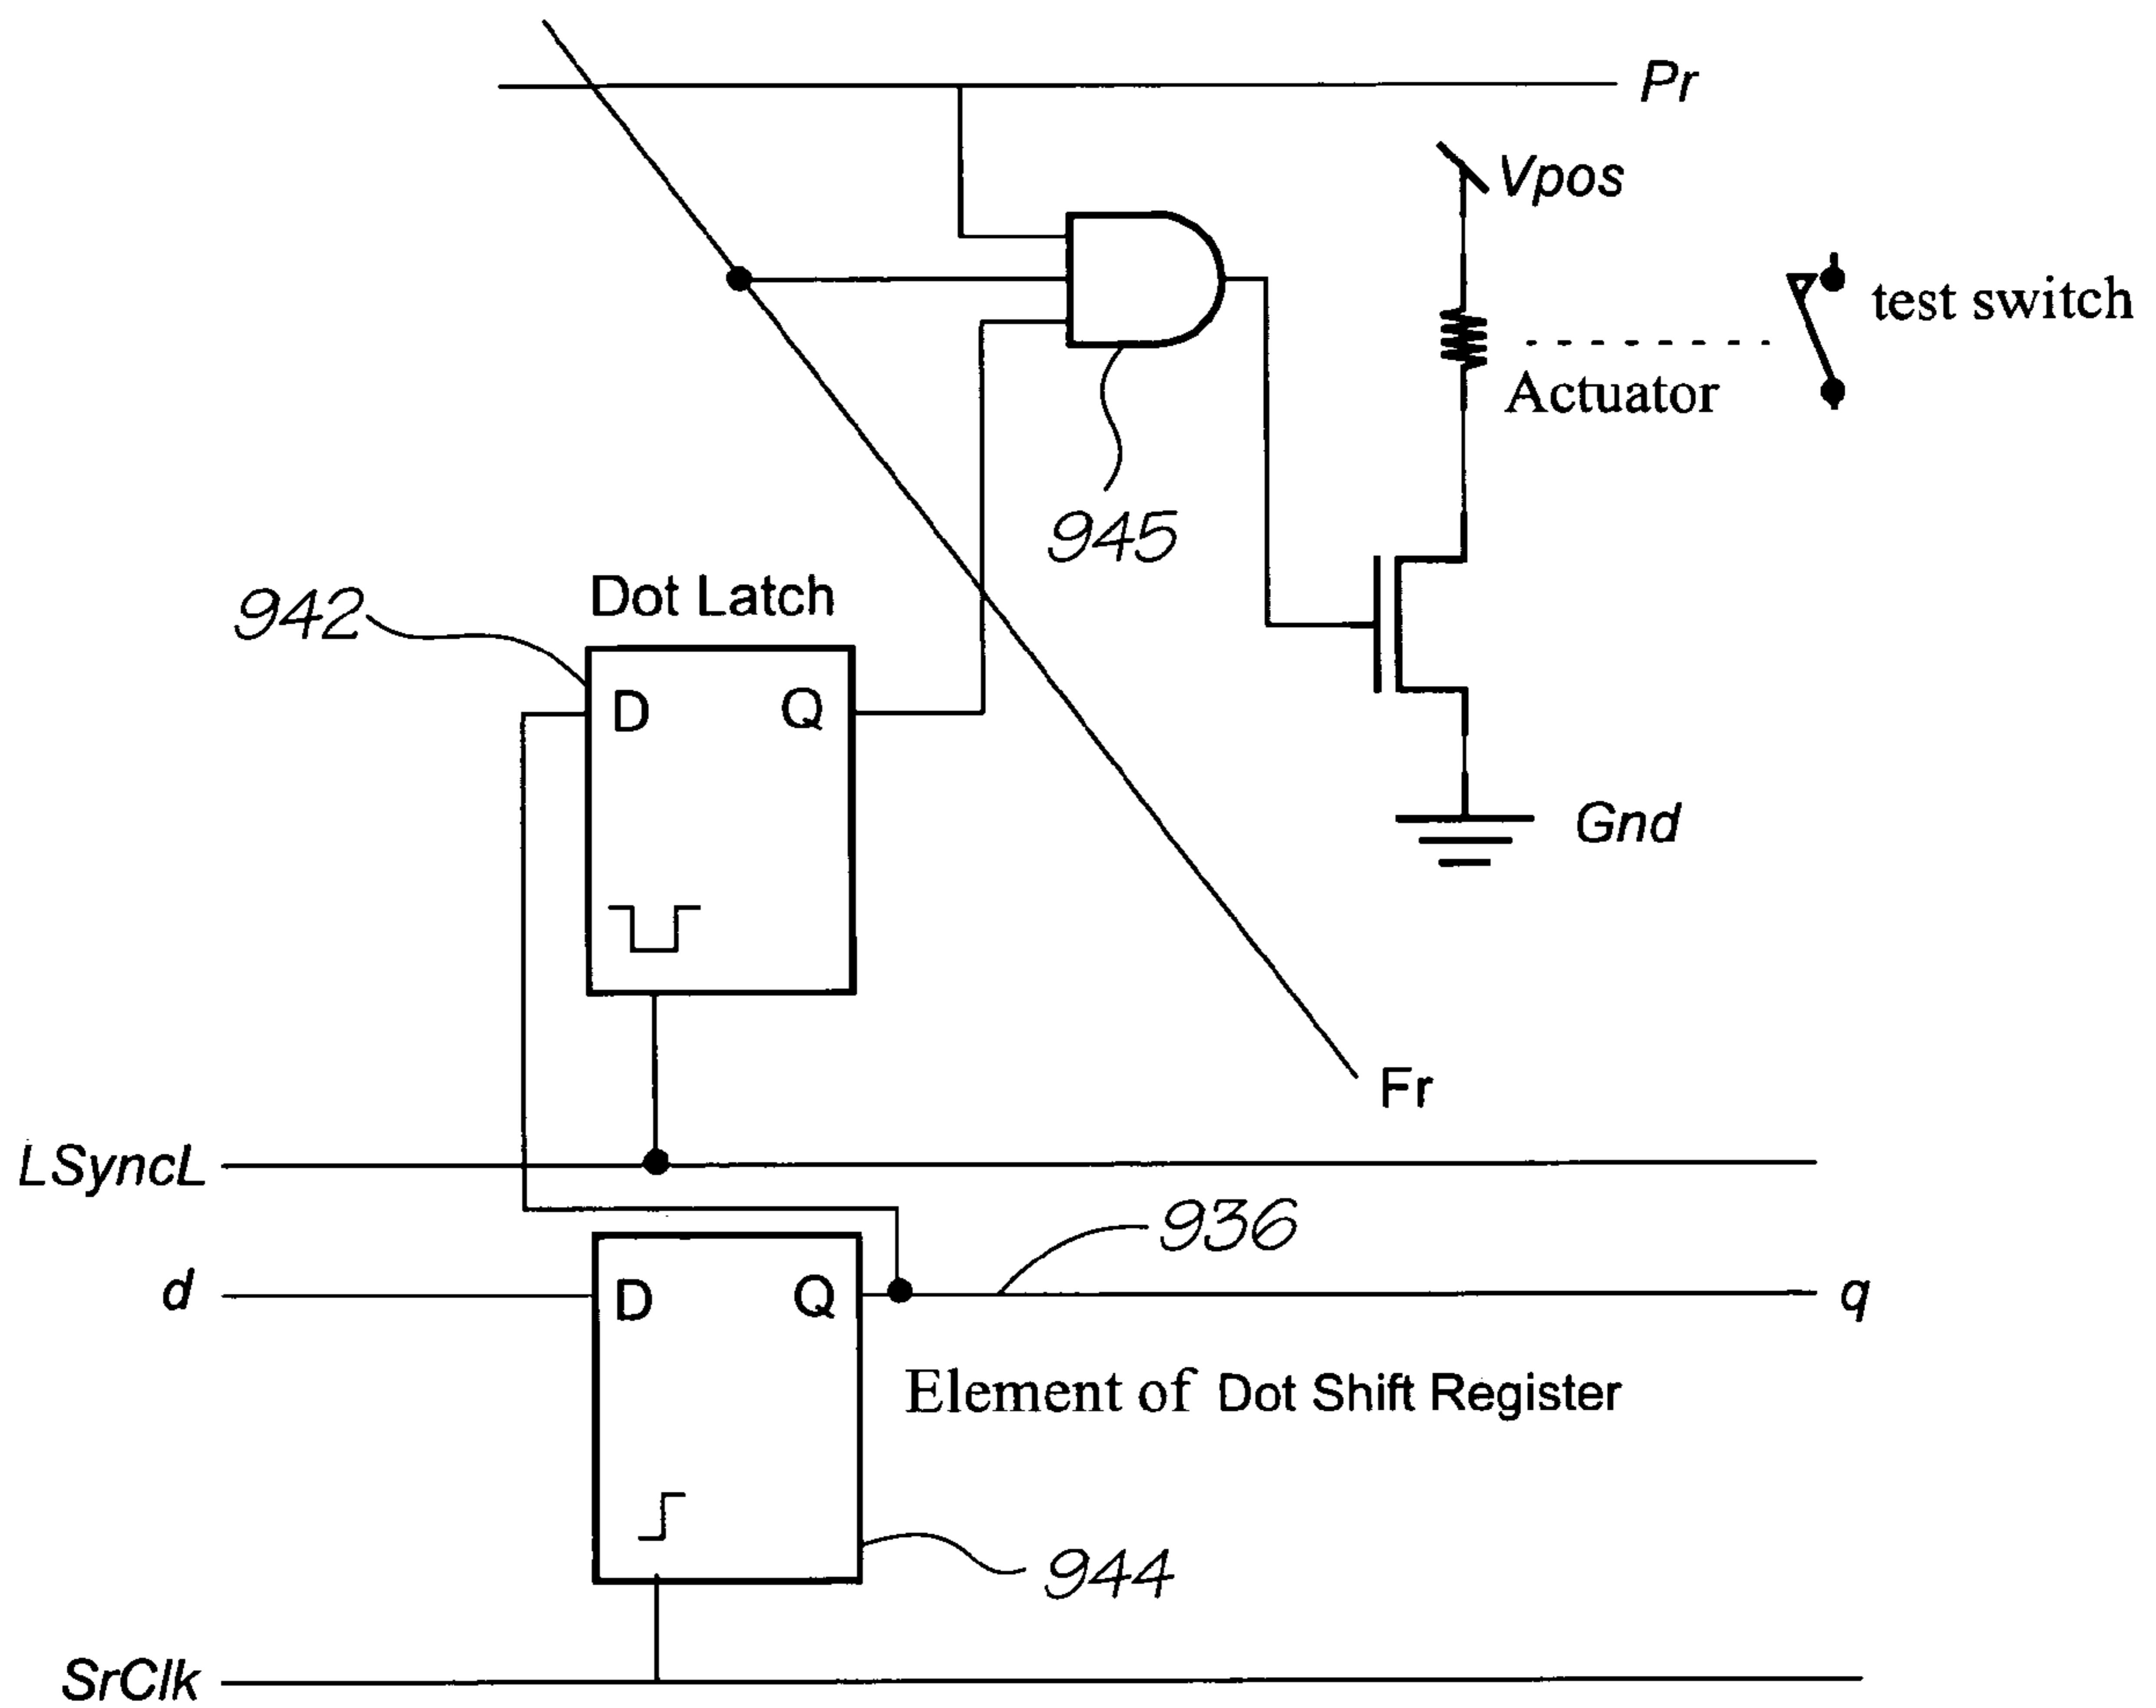 Pr
Vpos
test switch
Actuator
945
Dot Latch
942
D Q
Gnd
Fr
LSyncL
936
d
D Q
q
Element of Dot Shift Register
944
SrClk